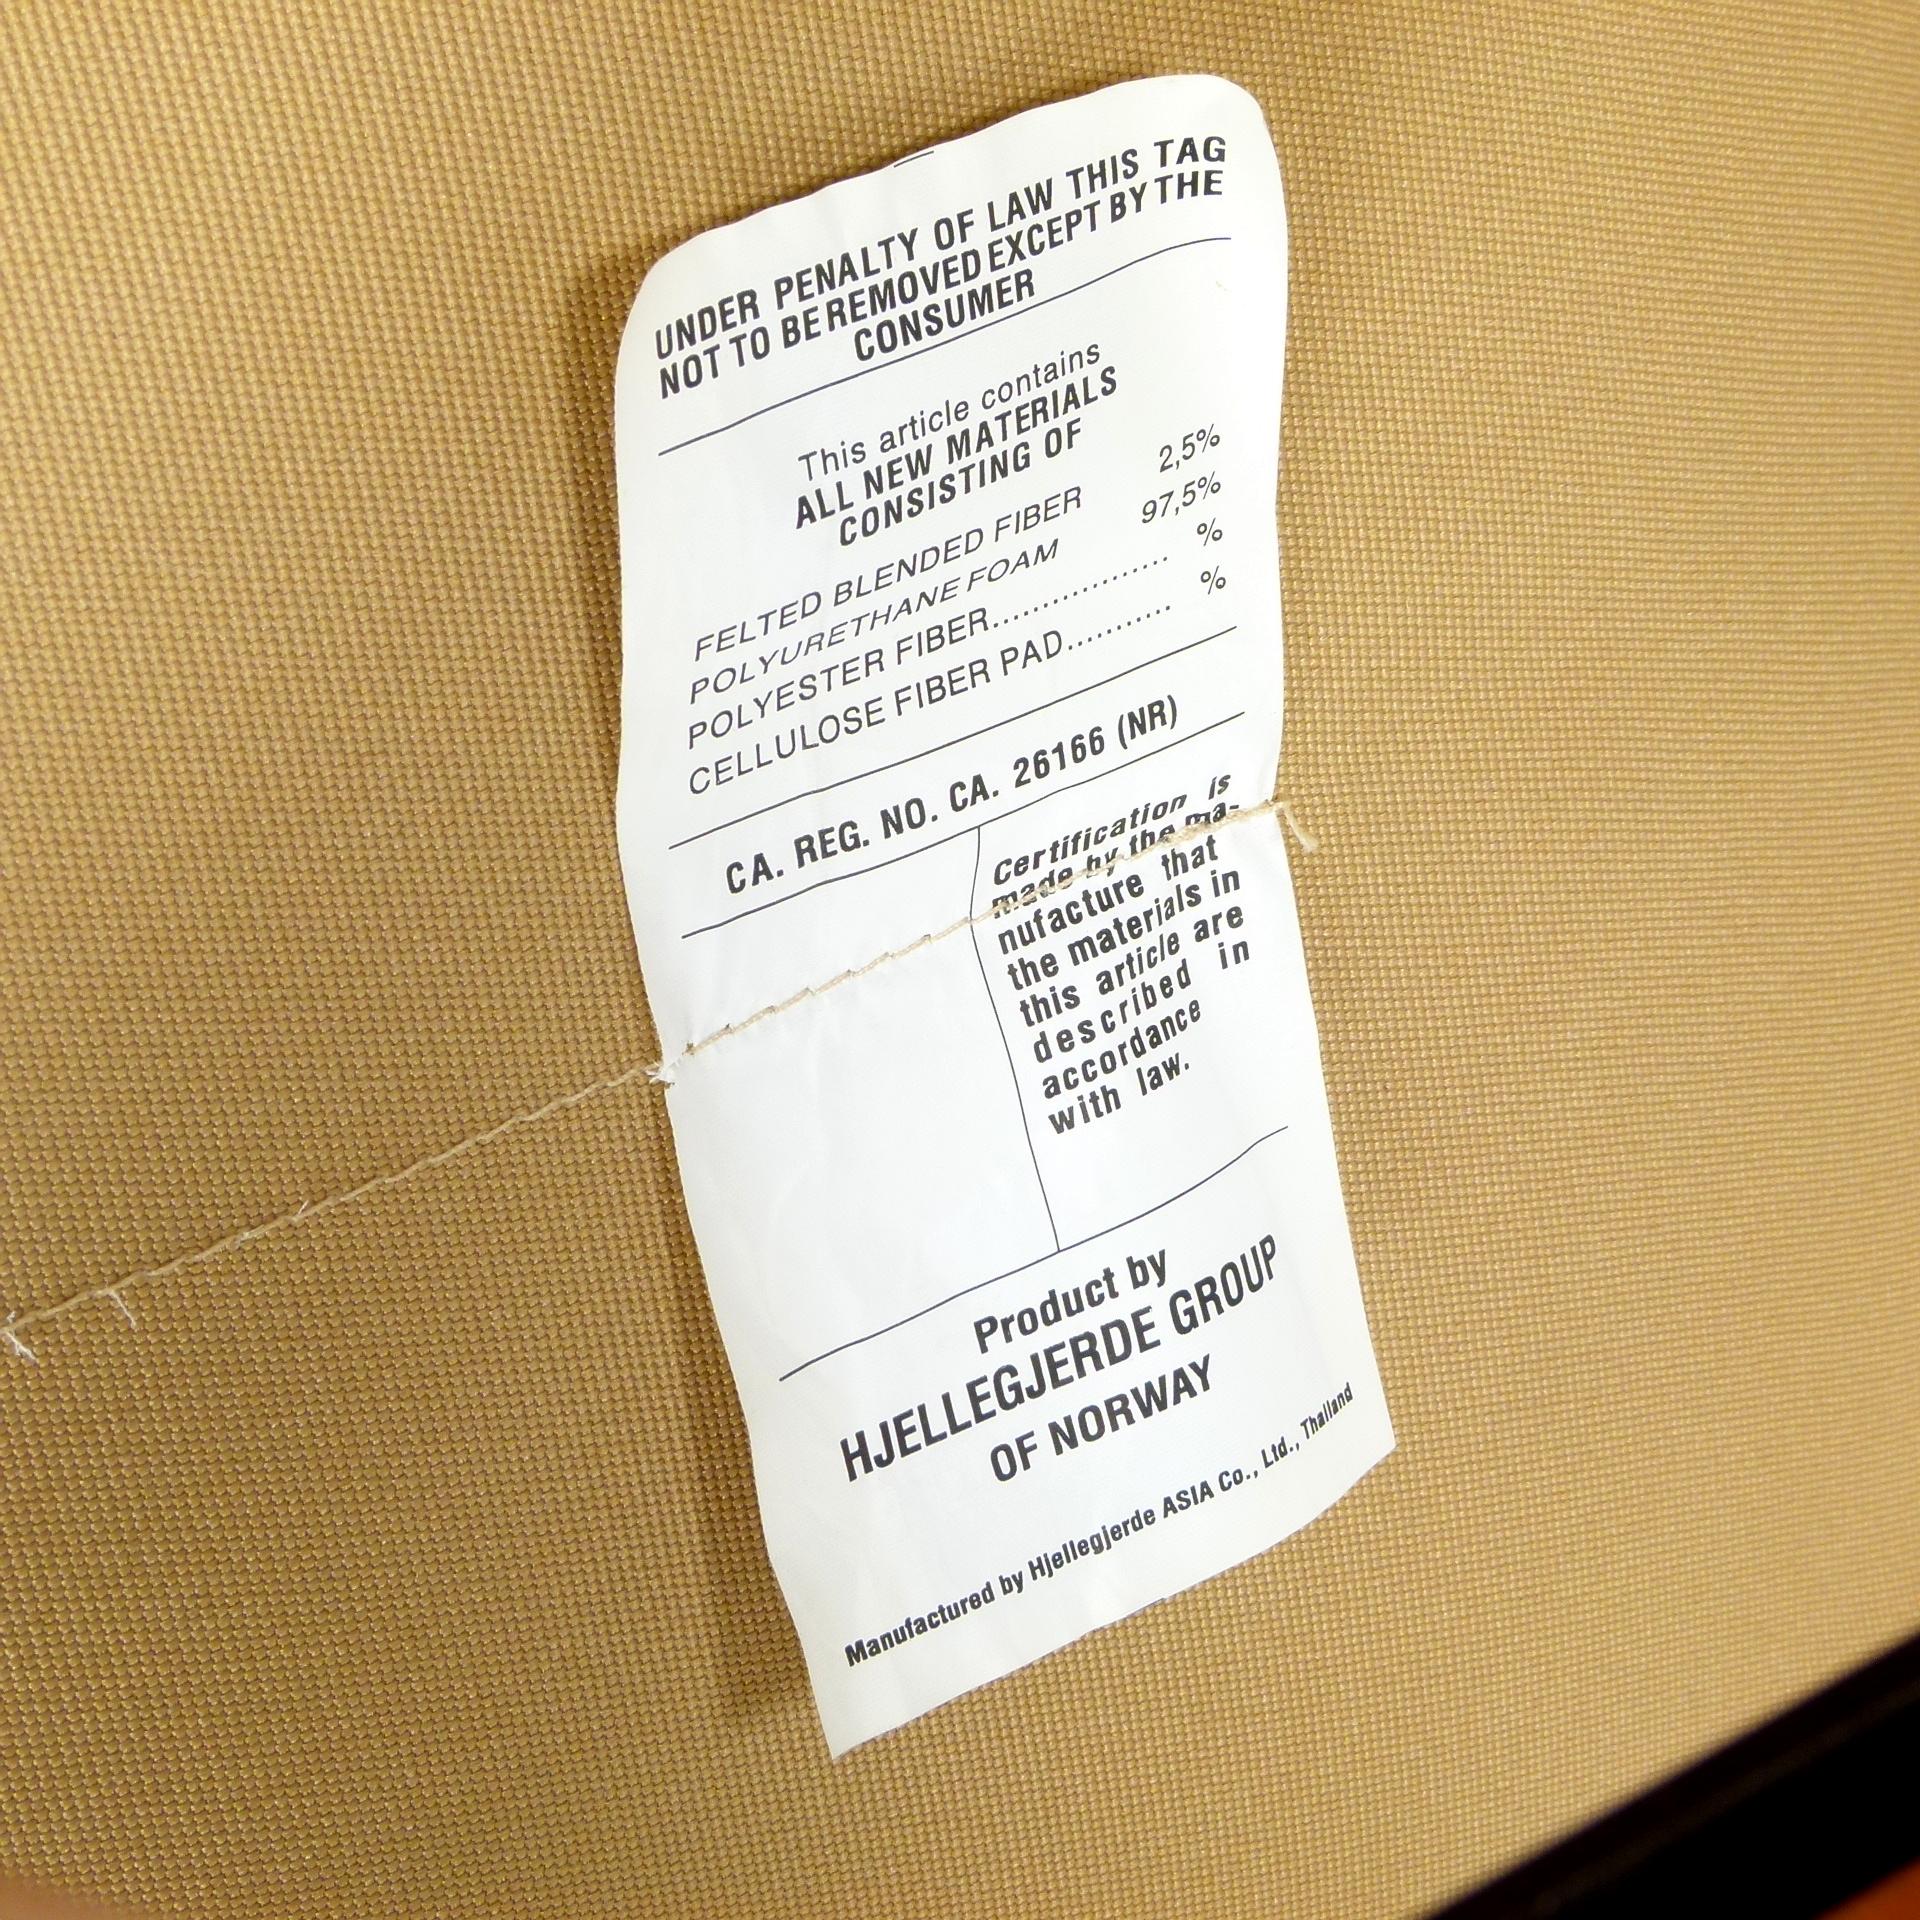 UNDER PENALTY OF LAW THIS TAG
NOT TO BE REMOVED EXCEPT BY THE
CONSUMER
This article contains
ALL NEW MATERIALS
CONSISTING OF
FELTED BLENDED FIBER 2,5%
POLYURETHANE FOAM 97,5%
POLYESTER FIBER.................. %
CELLULOSE FIBER PAD.......... %
CA. REG. NO. CA. 26166 (NR)
Certification is
made by the ma-
nufacture that
the materials in
this article are
described in
accordance
with law.
Product by
HJELLEGJERDE GROUP
OF NORWAY
Manufactured by Hjellegjerde ASIA Co., Ltd., Thailand